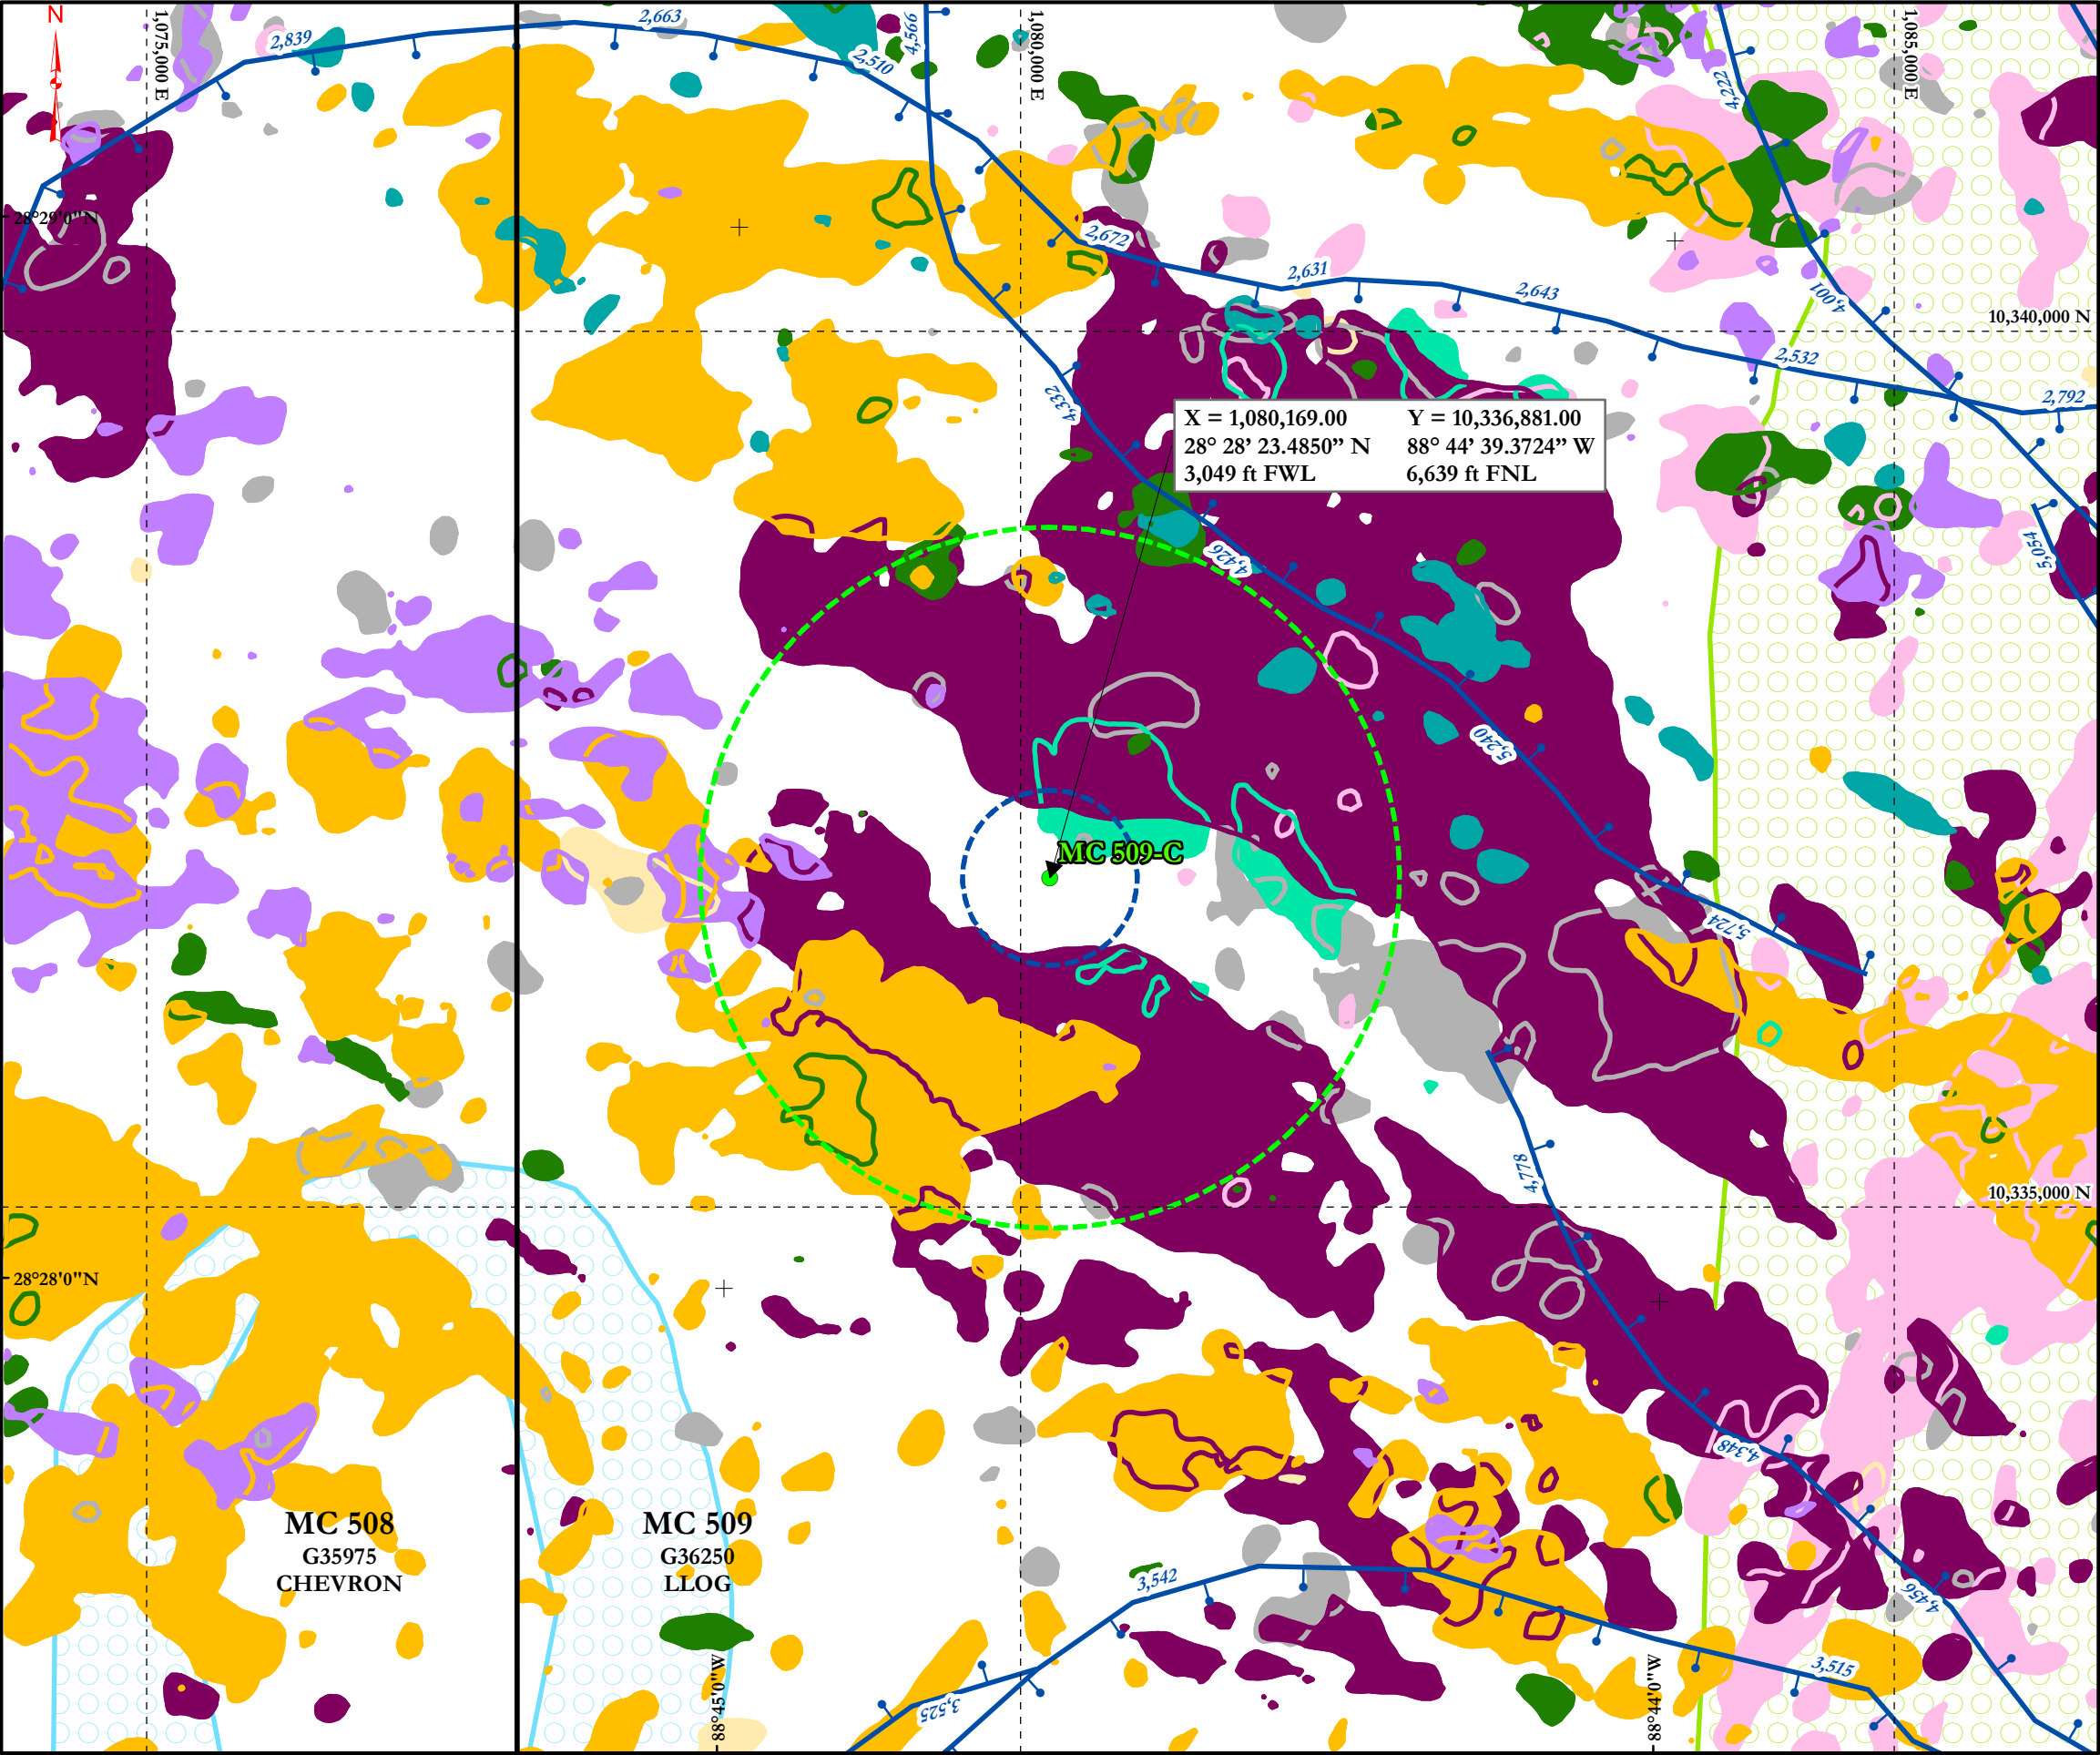 N
1,075,000 E
1,080,000 E
1,085,000 E
2,839
2,663
2,510
4,566
4,222
28°29'0"N
2,672
2,631
2,643
4,001
10,340,000 N
2,532
2,792
4,332
X = 1,080,169.00 Y = 10,336,881.00
28° 28’ 23.4850” N 88° 44’ 39.3724” W
3,049 ft FWL 6,639 ft FNL
4,426
5,054
5,240
MC 509-C
5,724
4,778
10,335,000 N
28°28'0"N
4,348
MC 508
G35975
CHEVRON
MC 509
G36250
LLOG
3,542
4,456
3,525
3,515
88°45'0"W
88°44'0"W